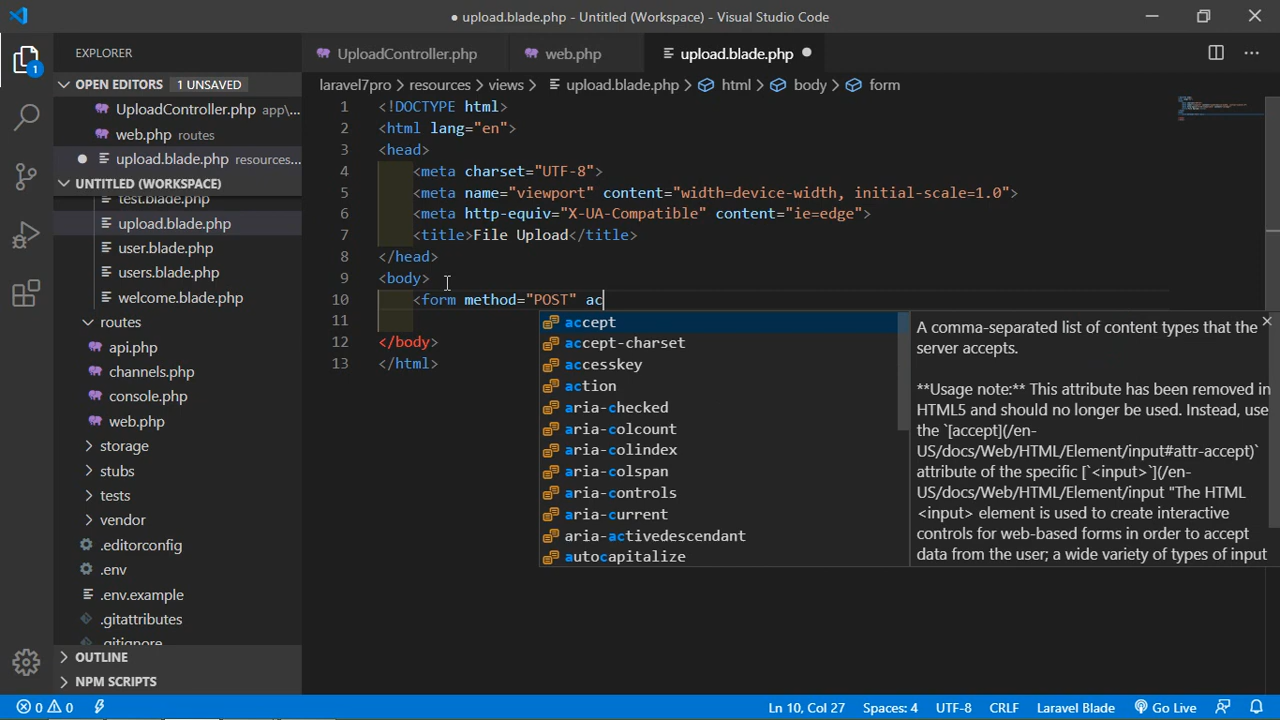 upload.blade.php - Untitled (Workspace) - Visual Studio Code
EXPLORER
OPEN EDITORS 1 UNSAVED
UploadController.php app\...
web.php routes
upload.blade.php resources...
UNTITLED (WORKSPACE)
test.blade.php
upload.blade.php
user.blade.php
users.blade.php
welcome.blade.php
routes
api.php
channels.php
console.php
web.php
storage
stubs
tests
vendor
.editorconfig
.env
.env.example
.gitattributes
.gitignore
OUTLINE
NPM SCRIPTS
1
UploadController.php web.php upload.blade.php
laravel7pro > resources > views > upload.blade.php > html > body > form
1 <!DOCTYPE html>
2 <html lang="en">
3 <head>
4 <meta charset="UTF-8">
5 <meta name="viewport" content="width=device-width, initial-scale=1.0">
6 <meta http-equiv="X-UA-Compatible" content="ie=edge">
7 <title>File Upload</title>
8 </head>
9 <body>
10 <form method="POST" ac
11
12 </body>
13 </html>
accept
accept-charset
accesskey
action
aria-checked
aria-colcount
aria-colindex
aria-colspan
aria-controls
aria-current
aria-activedescendant
autocapitalize
A comma-separated list of content types that the
server accepts.
**Usage note:** This attribute has been removed in
HTML5 and should no longer be used. Instead, use
the `[accept](/en-
US/docs/Web/HTML/Element/input#attr-accept)`
attribute of the specific [`<input>`](/en-
US/docs/Web/HTML/Element/input "The HTML
<input> element is used to create interactive
controls for web-based forms in order to accept
data from the user; a wide variety of types of input
0 0
Ln 10, Col 27 Spaces: 4 UTF-8 CRLF Laravel Blade Go Live